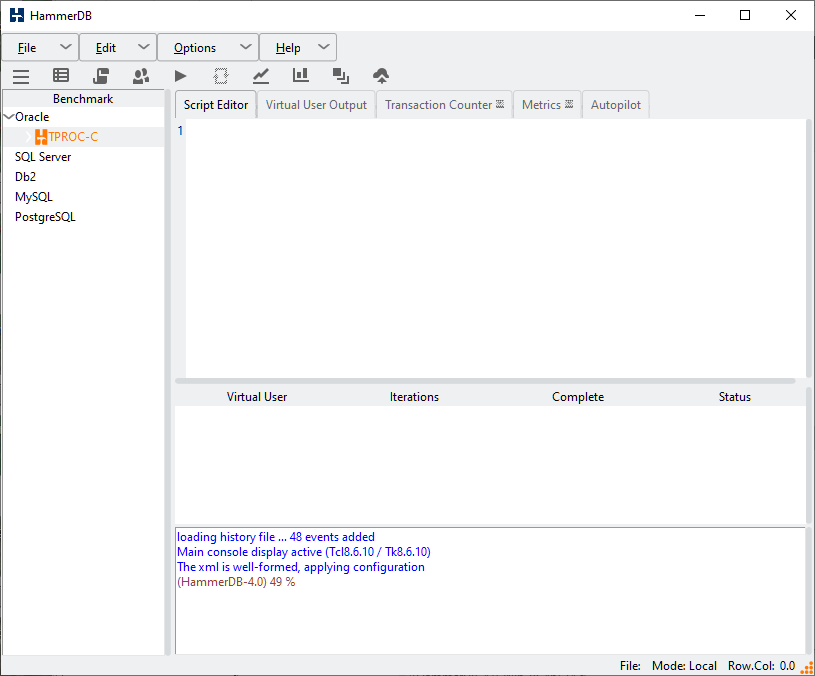 HammerDB
File Edit Options Help
Benchmark
Oracle
TPROC-C
SQL Server
Db2
MySQL
PostgreSQL
Script Editor Virtual User Output Transaction Counter Metrics Autopilot
1
Virtual User Iterations Complete Status
loading history file ... 48 events added
Main console display active (Tcl8.6.10 / Tk8.6.10)
The xml is well-formed, applying configuration
(HammerDB-4.0) 49 %
File: Mode: Local Row.Col: 0.0